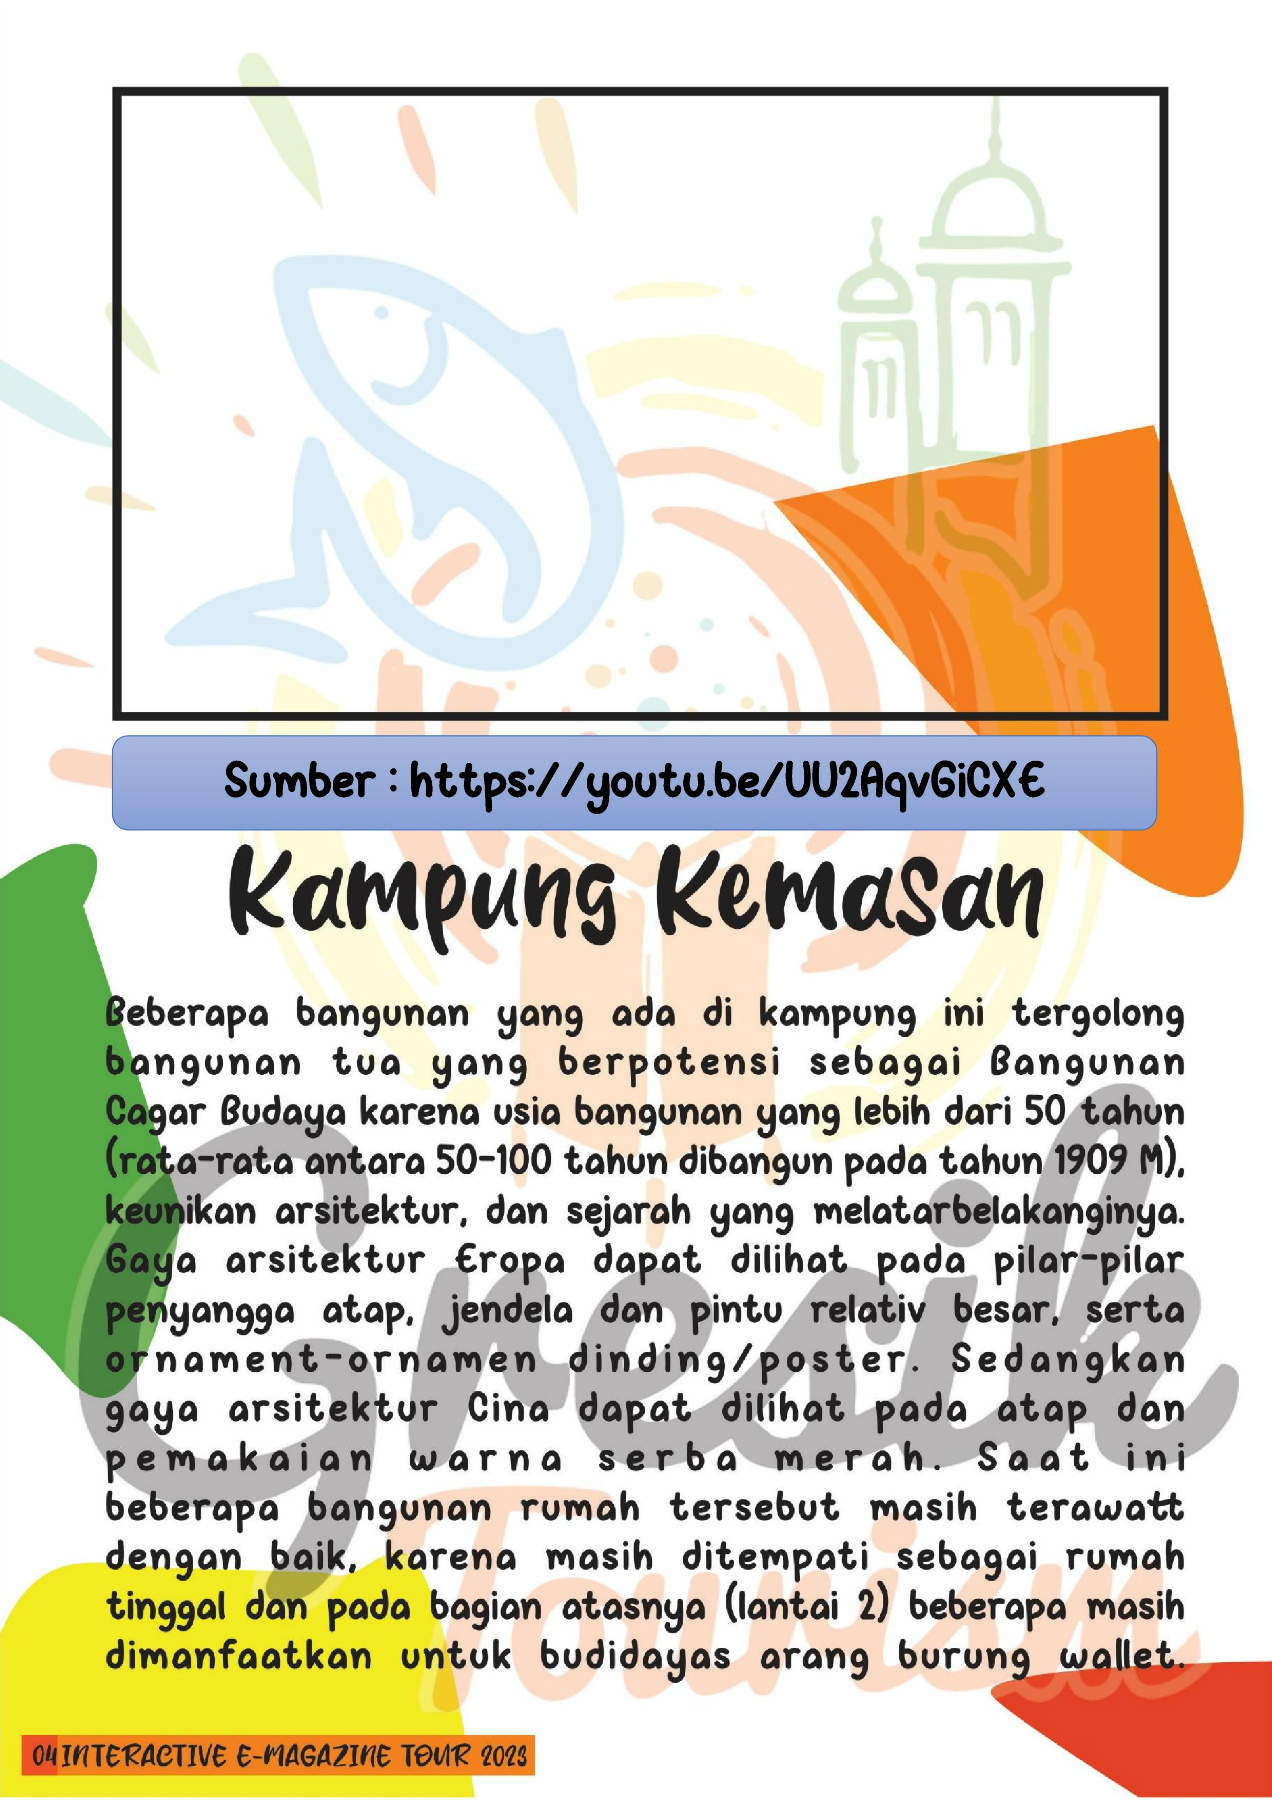 Sumber : https://youtu.be/UU2AqvGiCXE
Kampung Kemasan
Beberapa bangunan yang ada di kampung ini tergolong
bangunan tua yang berpotensi sebagai Bangunan
Cagar Budaya karena usia bangunan yang lebih dari 50 tahun
(rata-rata antara 50-100 tahun dibangun pada tahun 1909 M),
keunikan arsitektur, dan sejarah yang melatarbelakanginya.
Gaya arsitektur Eropa dapat dilihat pada pilar-pilar
penyangga atap, jendela dan pintu relativ besar, serta
ornament-ornamen dinding/poster. Sedangkan
gaya arsitektur Cina dapat dilihat pada atap dan
pemakaian warna serba merah. Saat ini
beberapa bangunan rumah tersebut masih terawatt
dengan baik, karena masih ditempati sebagai rumah
tinggal dan pada bagian atasnya (lantai 2) beberapa masih
dimanfaatkan untuk budidayas arang burung wallet.
Gresik
Tourism
04 INTERACTIVE E-MAGAZINE TOUR 2023